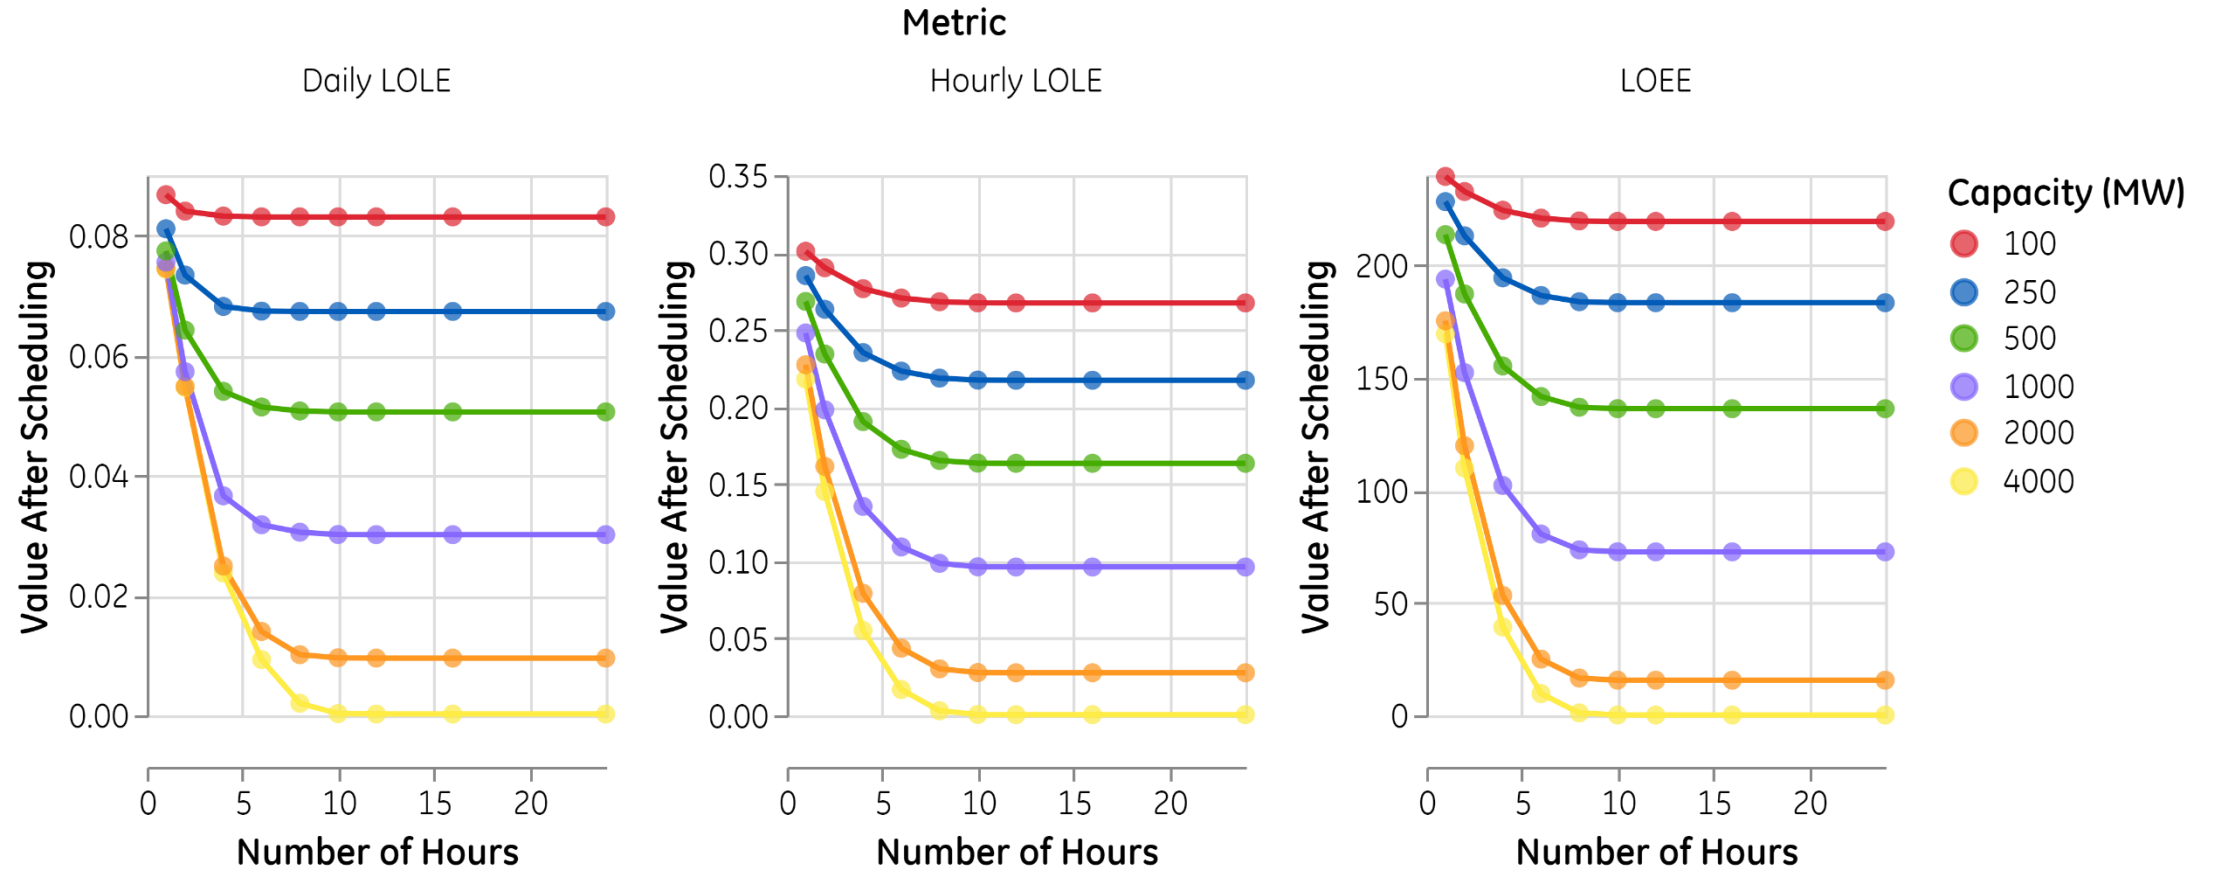 Metric
Daily LOLE
Hourly LOLE
LOEE
Value After Scheduling
0.08
0.06
0.04
0.02
0.00
0 5 10 15 20
Number of Hours
Value After Scheduling
0.35
0.30
0.25
0.20
0.15
0.10
0.05
0.00
0 5 10 15 20
Number of Hours
Value After Scheduling
200
150
100
50
0
0 5 10 15 20
Number of Hours
Capacity (MW)
100
250
500
1000
2000
4000